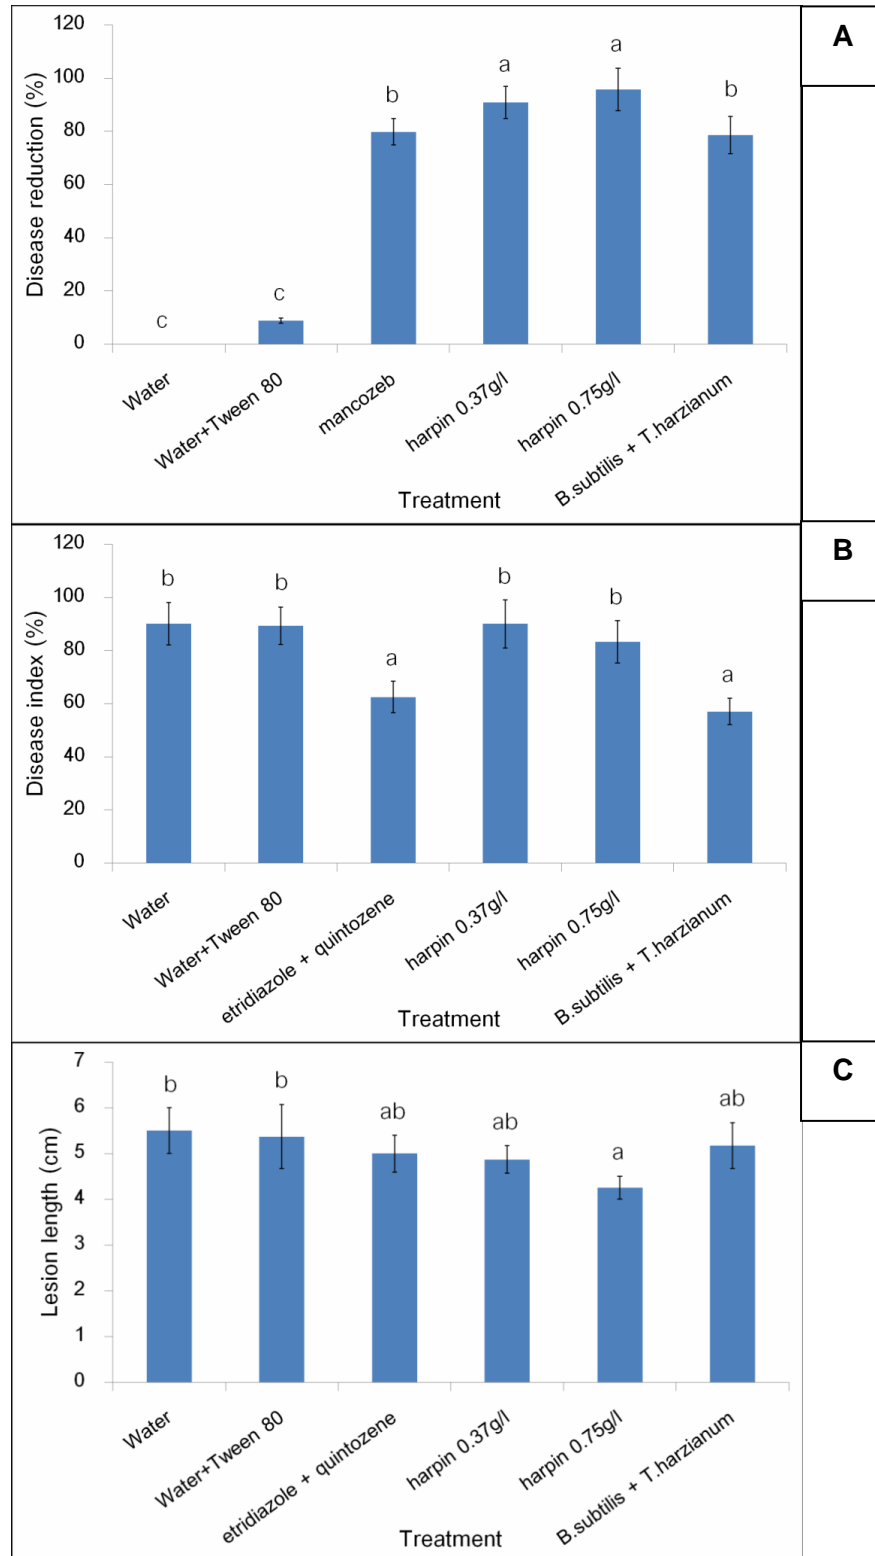 A
Disease reduction (%)
120
100
80
60
40
20
0
c
c
b
a
a
b
Water
Water+Tween 80
mancozeb
harpin 0.37g/l
harpin 0.75g/l
B.subtilis + T.harzianum
Treatment
B
Disease index (%)
120
100
80
60
40
20
0
b
b
a
b
b
a
Water
Water+Tween 80
etridiazole + quintozene
harpin 0.37g/l
harpin 0.75g/l
B.subtilis + T.harzianum
Treatment
C
Lesion length (cm)
7
6
5
4
3
2
1
0
b
b
ab
ab
a
ab
Water
Water+Tween 80
etridiazole + quintozene
harpin 0.37g/l
harpin 0.75g/l
B.subtilis + T.harzianum
Treatment